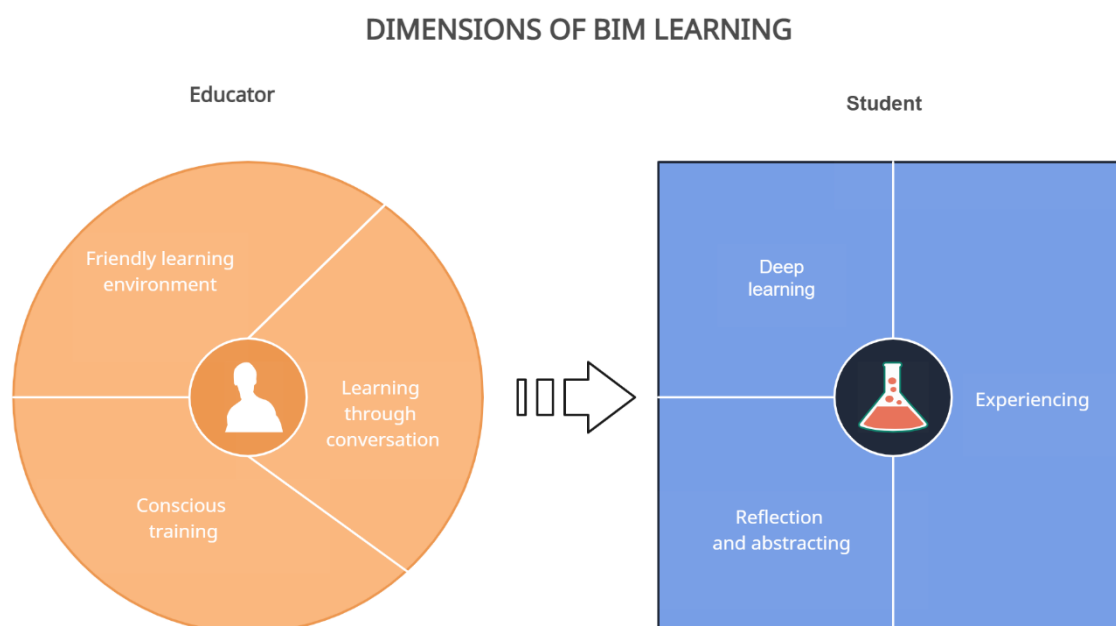 DIMENSIONS OF BIM LEARNING
Educator
Friendly learning
environment
Learning
through
conversation
Conscious
training
Student
Deep
learning
Experiencing
Reflection
and abstracting